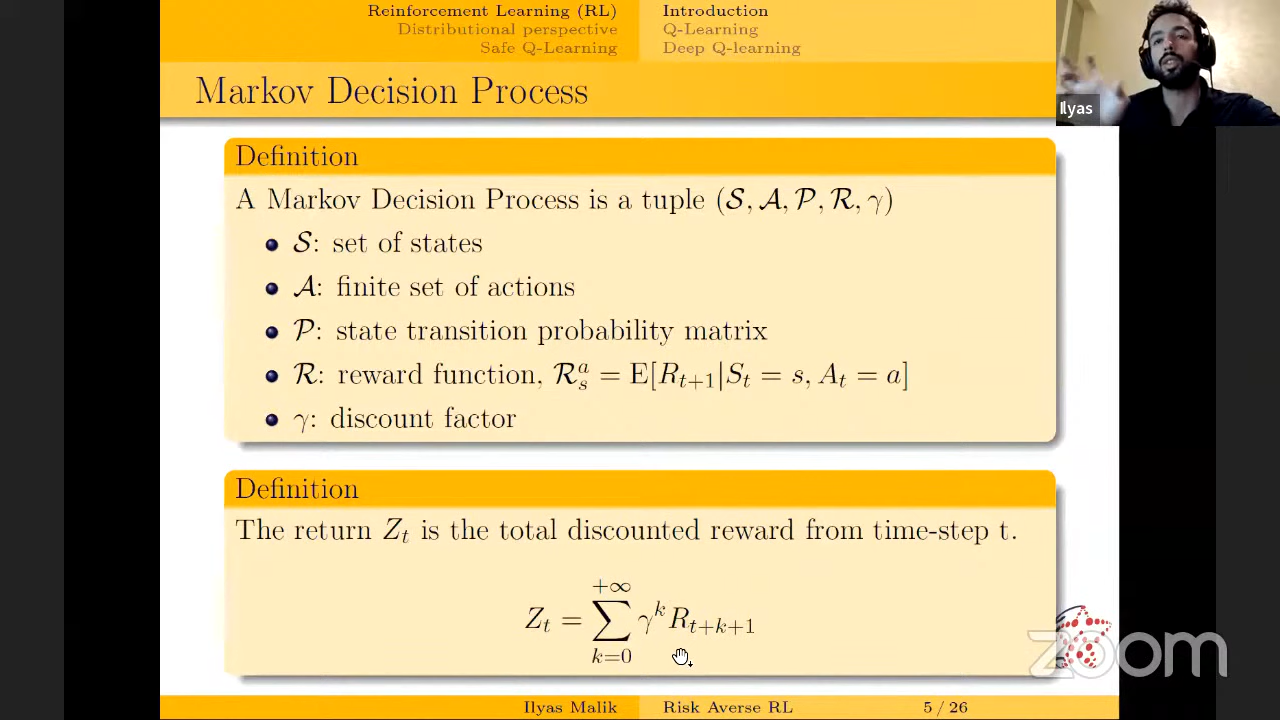 Reinforcement Learning (RL)
Distributional perspective
Safe Q-Learning
Introduction
Q-Learning
Deep Q-learning
Markov Decision Process
Ilyas
Definition
A Markov Decision Process is a tuple (𝒮, 𝒜, 𝒫, ℛ, γ)
𝒮: set of states
𝒜: finite set of actions
𝒫: state transition probability matrix
ℛ: reward function, ℛ_s^a = E[R_{t+1}|S_t = s, A_t = a]
γ: discount factor
Definition
The return Z_t is the total discounted reward from time-step t.
Z_t = \sum_{k=0}^{+∞} γ^k R_{t+k+1}
zoom
Ilyas Malik Risk Averse RL 5 / 26